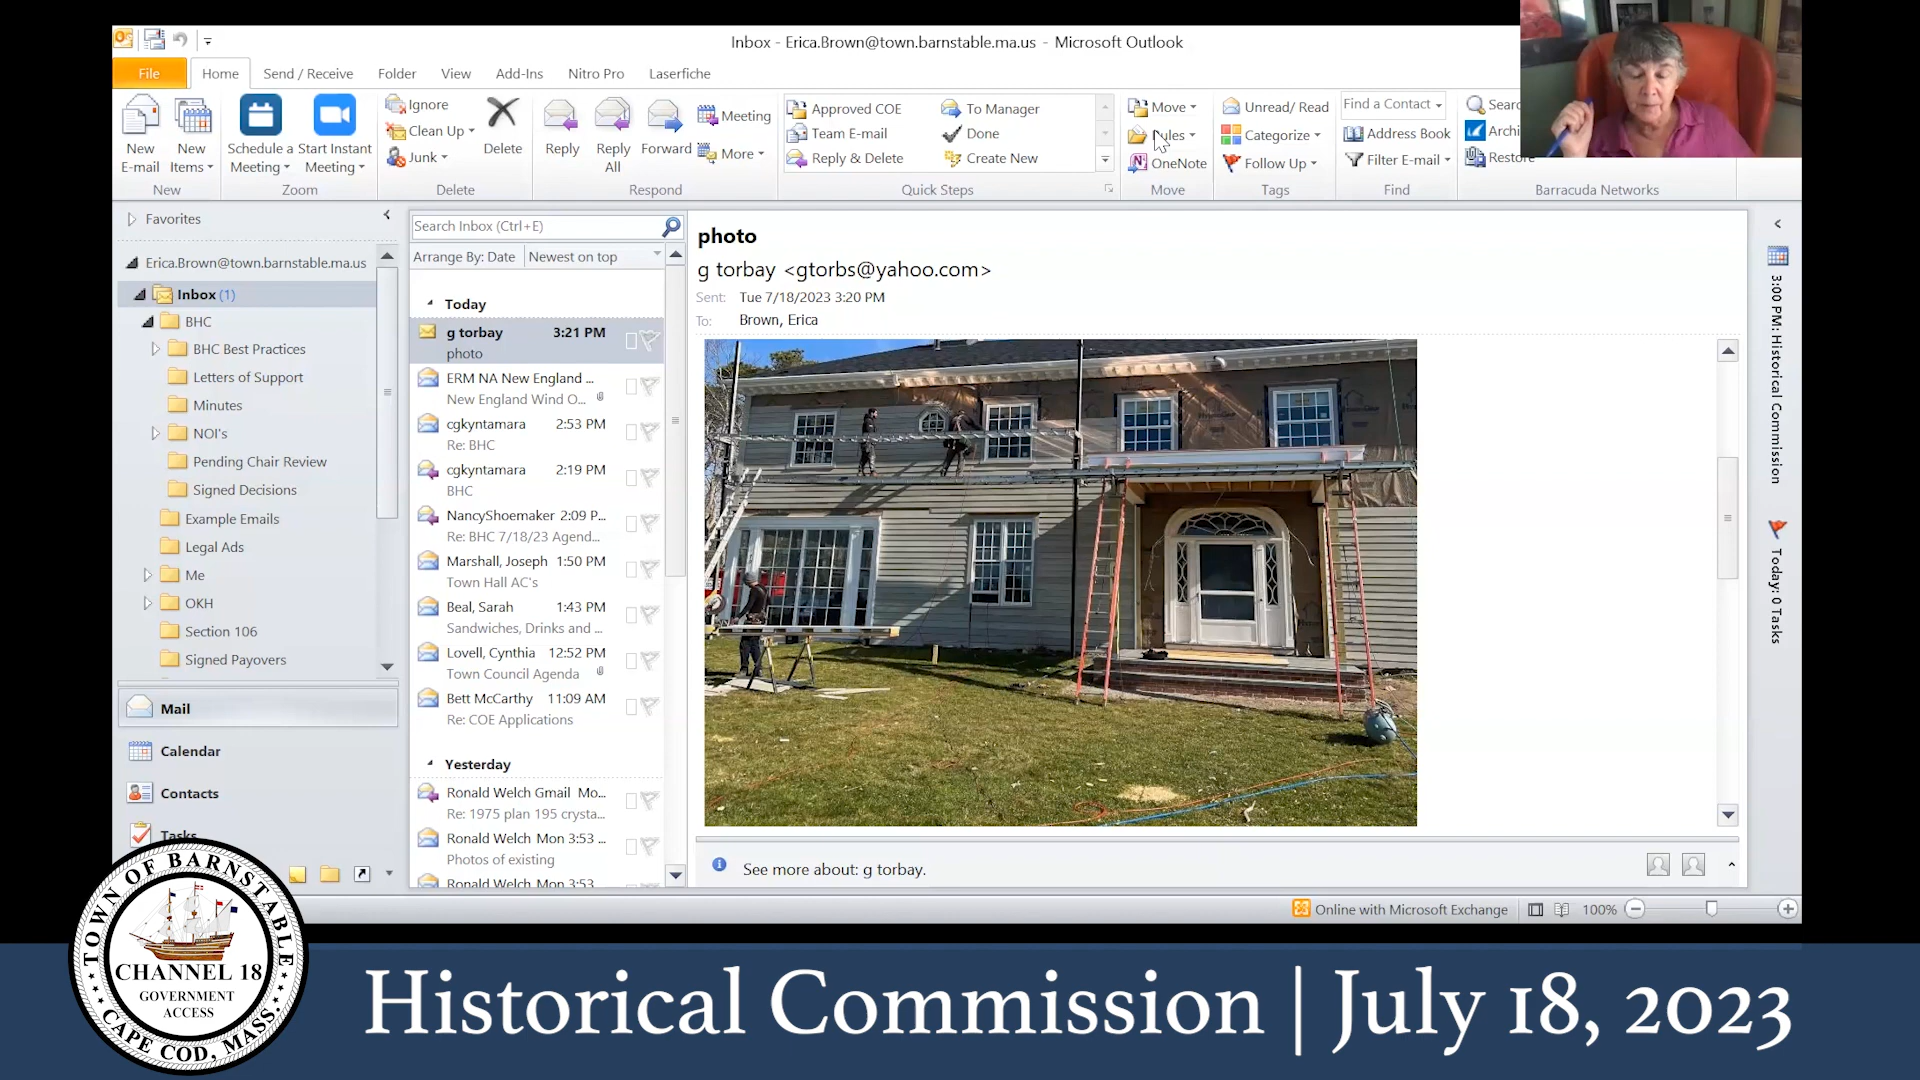 Inbox - Erica.Brown@town.barnstable.ma.us - Microsoft Outlook
File Home Send / Receive Folder View Add-Ins Nitro Pro Laserfiche
New E-mail
New Items
New
Schedule a Meeting
Start Instant Meeting
Zoom
Ignore
Clean Up
Junk
Delete
Delete
Reply
Reply All
Forward
Meeting
More
Respond
Approved COE
To Manager
Team E-mail
Done
Reply & Delete
Create New
Quick Steps
Move
OneNote
Move
Unread/ Read
Categorize
Follow Up
Tags
Find a Contact
Address Book
Filter E-mail
Find
Barracuda Networks
Favorites
Erica.Brown@town.barnstable.ma.us
Inbox (1)
BHC
BHC Best Practices
Letters of Support
Minutes
NOI's
Pending Chair Review
Signed Decisions
Example Emails
Legal Ads
Me
OKH
Section 106
Signed Payovers
Mail
Calendar
Contacts
Tasks
Search Inbox (Ctrl+E)
Arrange By: Date Newest on top
Today
g torbay 3:21 PM
photo
ERM NA New England ...
New England Wind O...
cgkyntamara 2:53 PM
Re: BHC
cgkyntamara 2:19 PM
BHC
NancyShoemaker 2:09 P...
Re: BHC 7/18/23 Agend...
Marshall, Joseph 1:50 PM
Town Hall AC's
Beal, Sarah 1:43 PM
Sandwiches, Drinks and ...
Lovell, Cynthia 12:52 PM
Town Council Agenda
Bett McCarthy 11:09 AM
Re: COE Applications
Yesterday
Ronald Welch Gmail Mo...
Re: 1975 plan 195 crysta...
Ronald Welch Mon 3:53 ...
Photos of existing
Ronald Welch Mon 3:53
photo
g torbay <gtorbs@yahoo.com>
Sent: Tue 7/18/2023 3:20 PM
To: Brown, Erica
See more about: g torbay.
3:00 PM: Historical Commission
Today: 0 Tasks
Online with Microsoft Exchange
100%
TOWN OF BARNSTABLE
CHANNEL 18
GOVERNMENT
ACCESS
CAPE COD, MASS.
Historical Commission | July 18, 2023